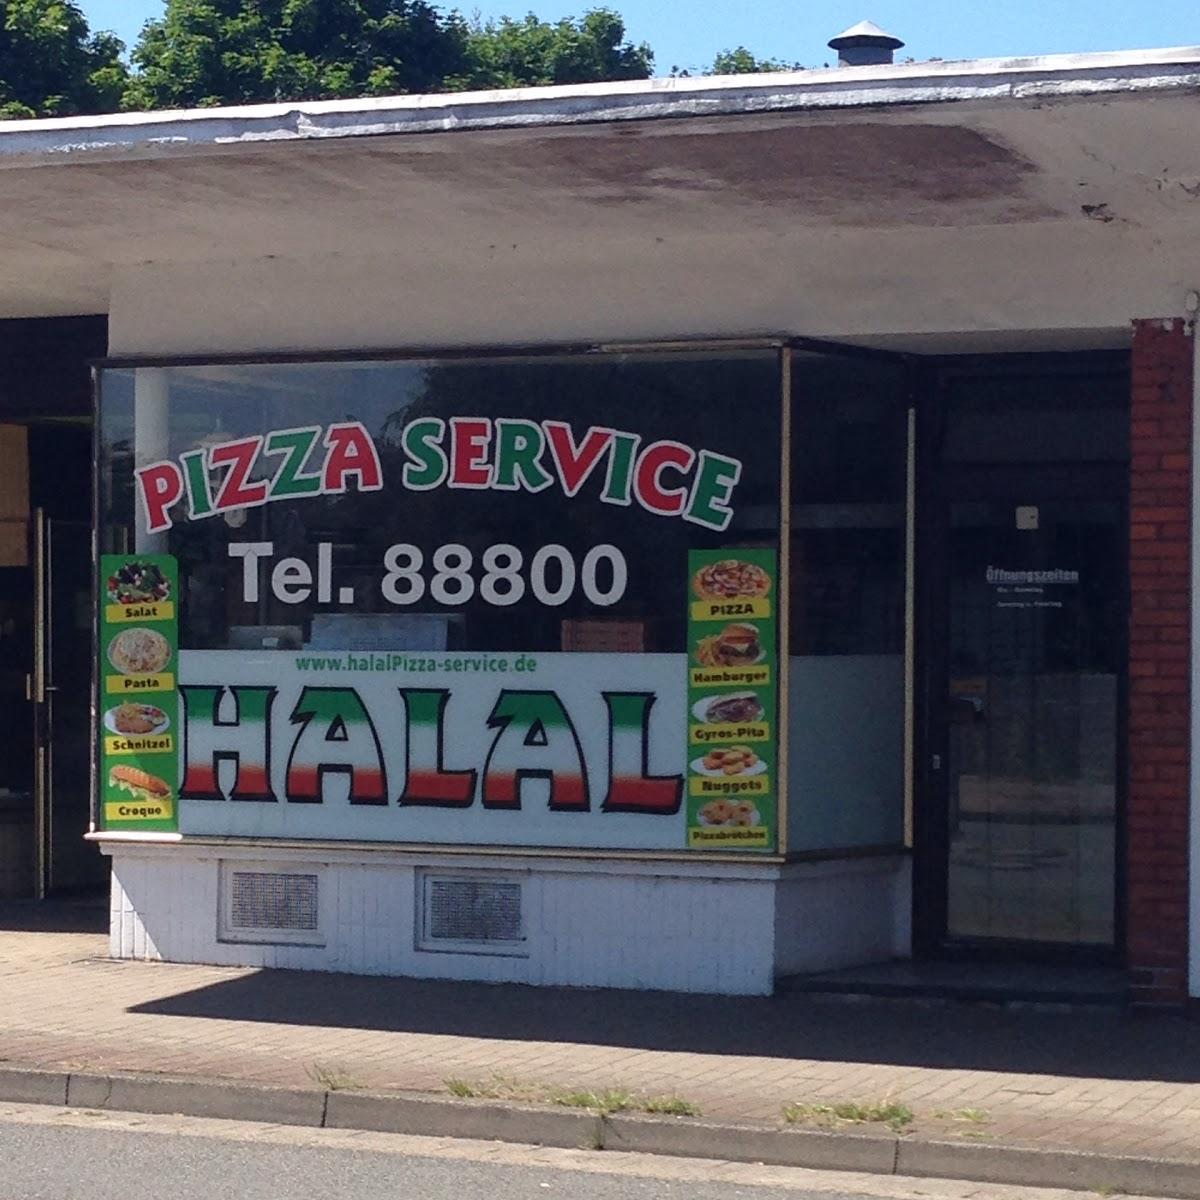 PIZZA SERVICE
Tel. 88800
www.halalPizza-service.de
HALAL
Salat
Pasta
Schnitzel
Croque
PIZZA
Hamburger
Gyros-Pita
Nuggets
Pizzabrötchen
Öffnungszeiten